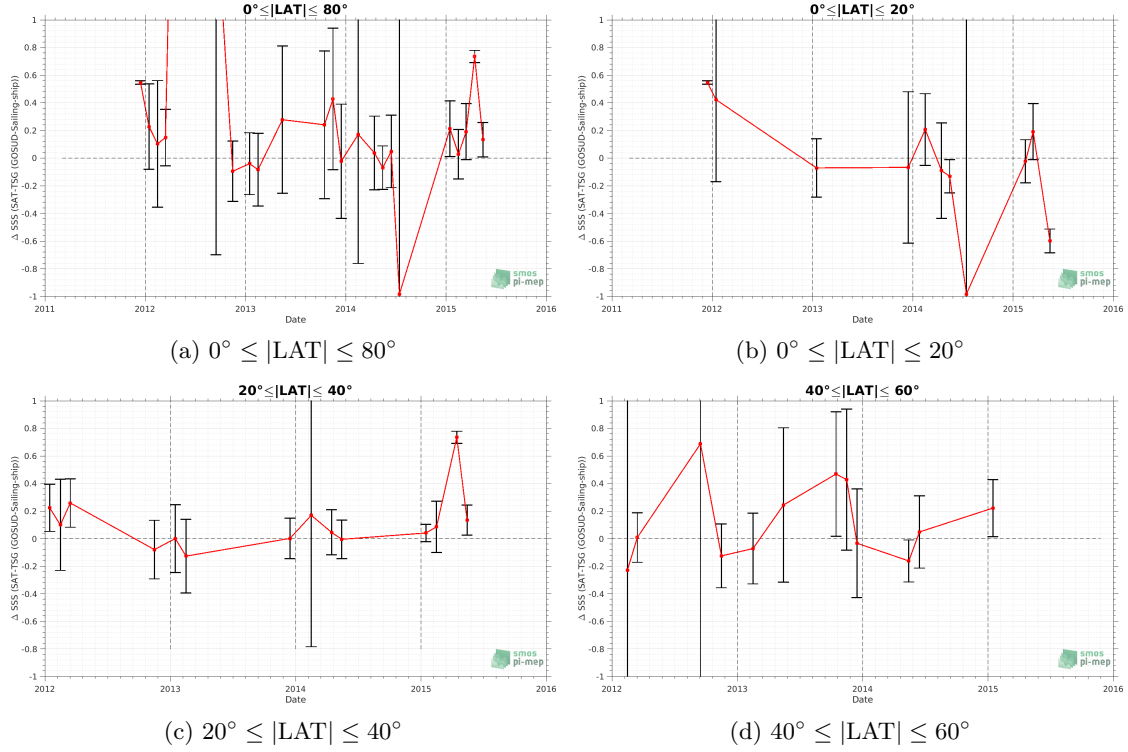 0°≤|LAT|≤ 80°
Δ SSS (SAT-TSG (GOSUD-Sailing-ship))
1
0.8
0.6
0.4
0.2
0
-0.2
-0.4
-0.6
-0.8
-1
2011 2012 2013 2014 2015 2016
Date
smos
pi-mep
(a) 0° ≤ |LAT| ≤ 80°
0°≤|LAT|≤ 20°
Δ SSS (SAT-TSG (GOSUD-Sailing-ship))
1
0.8
0.6
0.4
0.2
0
-0.2
-0.4
-0.6
-0.8
-1
2011 2012 2013 2014 2015 2016
Date
smos
pi-mep
(b) 0° ≤ |LAT| ≤ 20°
20°≤|LAT|≤ 40°
Δ SSS (SAT-TSG (GOSUD-Sailing-ship))
1
0.8
0.6
0.4
0.2
0
-0.2
-0.4
-0.6
-0.8
-1
2012 2013 2014 2015 2016
Date
smos
pi-mep
(c) 20° ≤ |LAT| ≤ 40°
40°≤|LAT|≤ 60°
Δ SSS (SAT-TSG (GOSUD-Sailing-ship))
1
0.8
0.6
0.4
0.2
0
-0.2
-0.4
-0.6
-0.8
-1
2012 2013 2014 2015 2016
Date
smos
pi-mep
(d) 40° ≤ |LAT| ≤ 60°